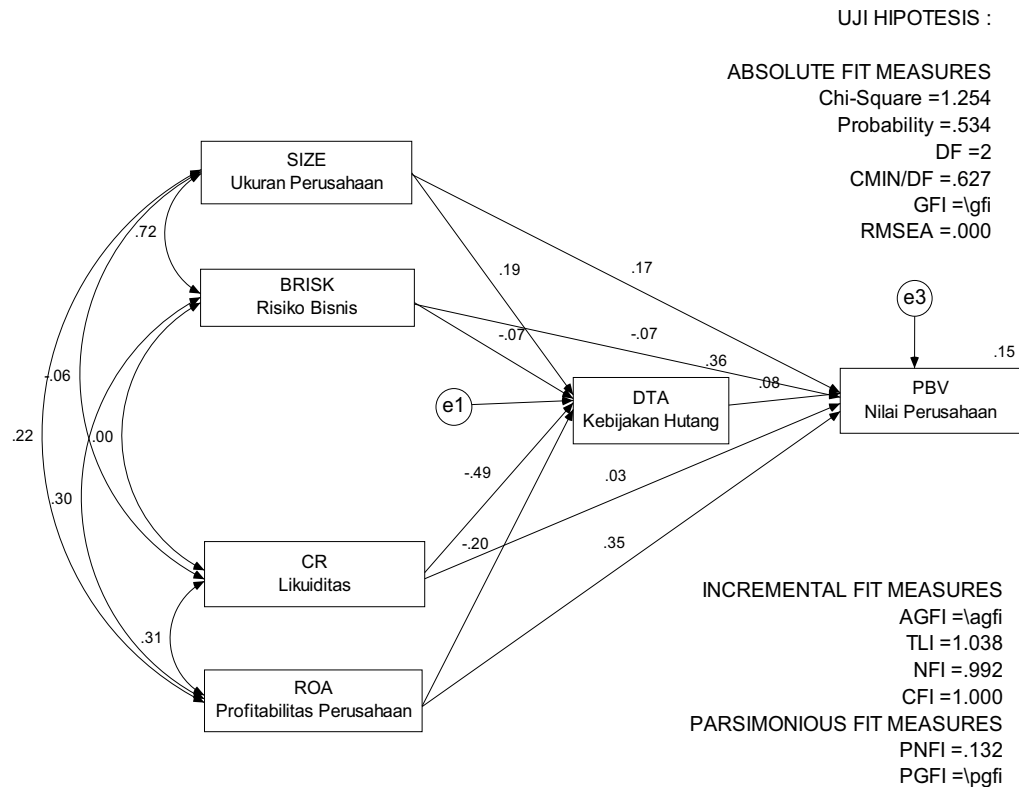 UJI HIPOTESIS :
ABSOLUTE FIT MEASURES
Chi-Square =1.254
Probability =.534
DF =2
CMIN/DF =.627
GFI =\gfi
RMSEA =.000
SIZE
Ukuran Perusahaan
.72
.19
.17
BRISK
Risiko Bisnis
e3
-.07
-.07
.36
.15
-.06
DTA
Kebijakan Hutang
.08
PBV
Nilai Perusahaan
e1
.22
.00
-.49
.03
.30
-.20
.35
CR
Likuiditas
.31
ROA
Profitabilitas Perusahaan
INCREMENTAL FIT MEASURES
AGFI =\agfi
TLI =1.038
NFI =.992
CFI =1.000
PARSIMONIOUS FIT MEASURES
PNFI =.132
PGFI =\pgfi